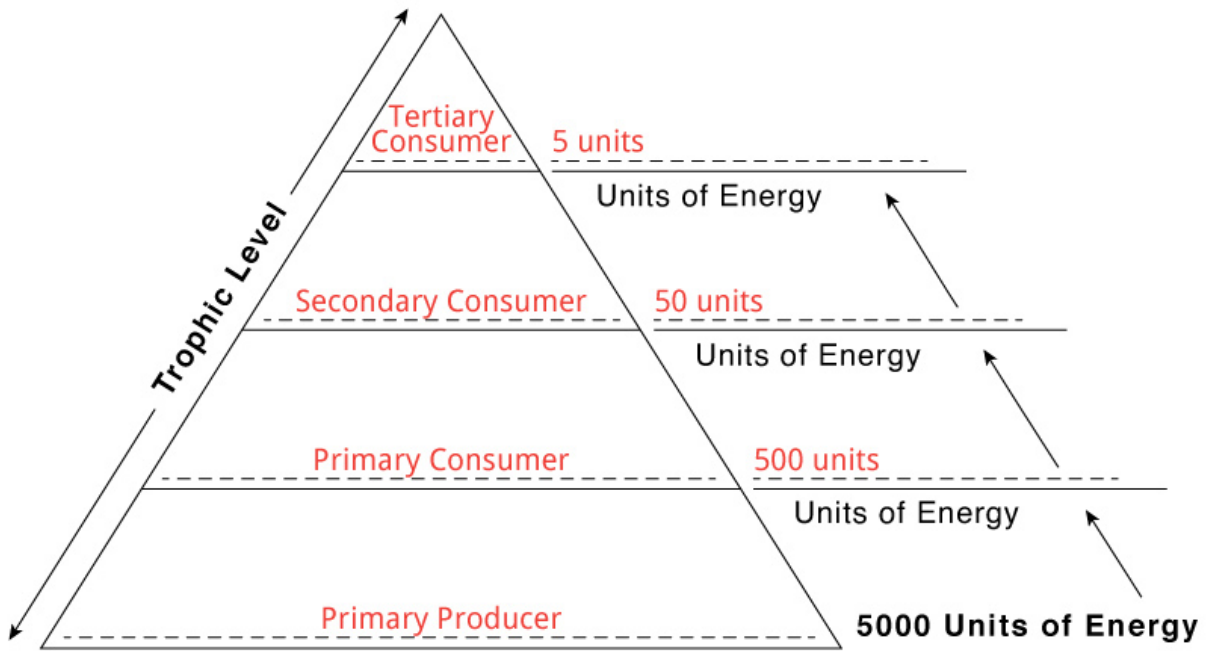 Tertiary
Consumer
5 units
Units of Energy
Trophic Level
Secondary Consumer
50 units
Units of Energy
Primary Consumer
500 units
Units of Energy
Primary Producer
5000 Units of Energy